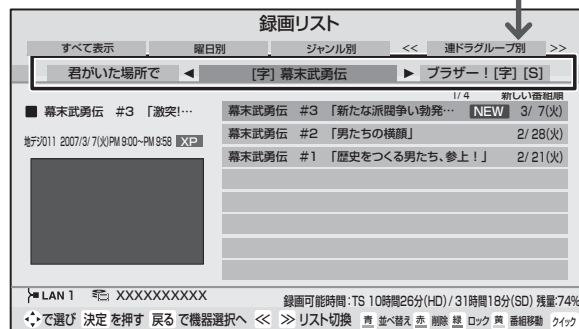 録画リスト
すべて表示 曜日別 ジャンル別 << 連ドラグループ別 >>
君がいた場所で ◀ [字] 幕末武勇伝 ▶ ブラザー！[字] [S]
1/ 4 新しい番組順
■ 幕末武勇伝 #3 「激突!…
幕末武勇伝 #3 「新たな派閥争い勃発… NEW 3/ 7(火)
地デジ011 2007/3/ 7(火)PM 9:00~PM 9:58 XP
幕末武勇伝 #2 「男たちの横顔」 2/ 28(火)
幕末武勇伝 #1 「歴史をつくる男たち、参上！」 2/ 21(火)
LAN 1 XXXXXXXXXX 録画可能時間：TS 10時間26分(HD) / 31時間18分(SD) 残量:74%
で選び 決定 を押す 戻る で機器選択へ ≪ ≫ リスト切換 青 並べ替え 赤 削除 緑 ロック 黄 番組移動 クイック